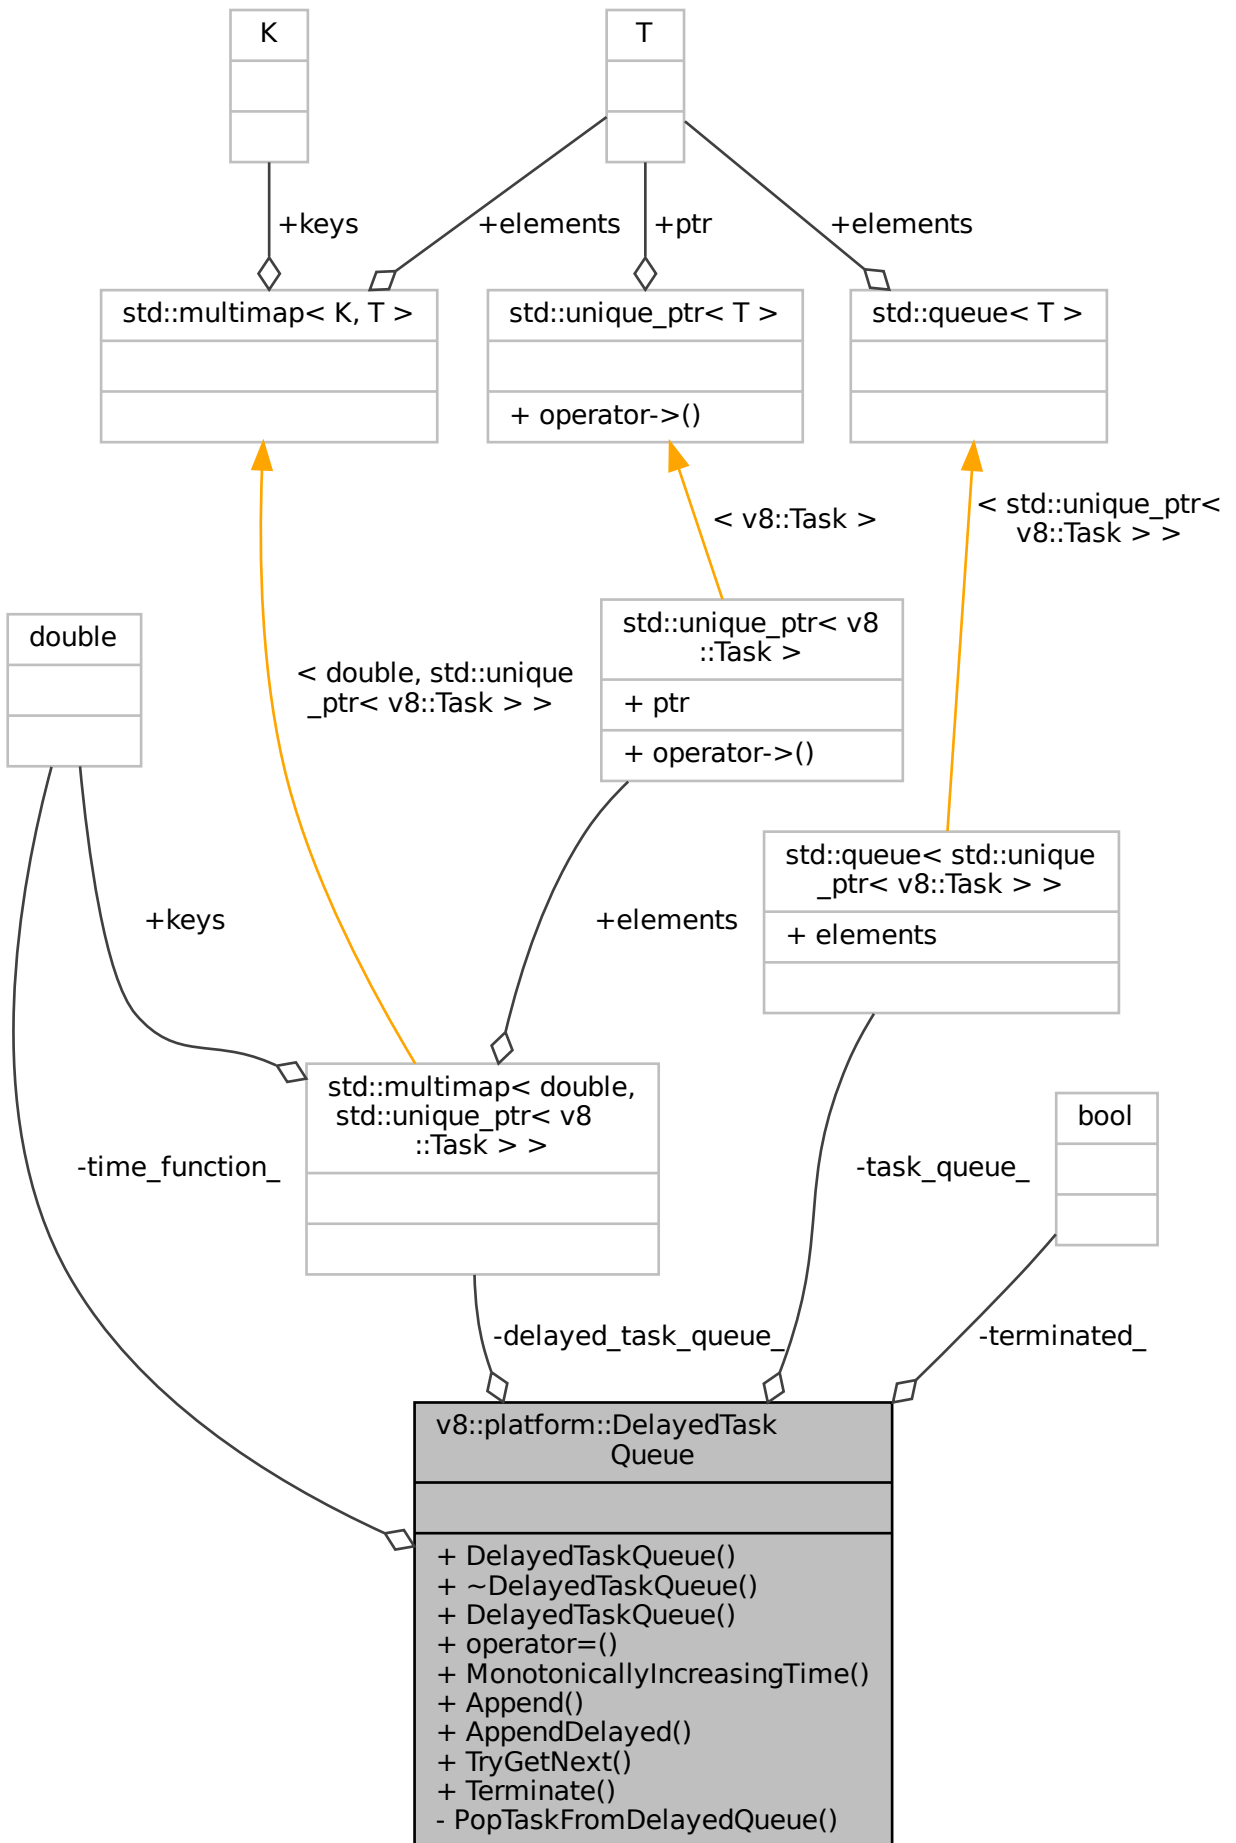 K
T
+keys
+elements
+ptr
+elements
std::multimap< K, T >
std::unique_ptr< T >
+ operator->()
std::queue< T >
< v8::Task >
< std::unique_ptr<
v8::Task > >
double
< double, std::unique
_ptr< v8::Task > >
std::unique_ptr< v8
::Task >
+ ptr
+ operator->()
std::queue< std::unique
_ptr< v8::Task > >
+ elements
+keys
+elements
std::multimap< double,
std::unique_ptr< v8
::Task > >
bool
-time_function_
-task_queue_
-delayed_task_queue_
-terminated_
v8::platform::DelayedTask
Queue
+ DelayedTaskQueue()
+ ~DelayedTaskQueue()
+ DelayedTaskQueue()
+ operator=()
+ MonotonicallyIncreasingTime()
+ Append()
+ AppendDelayed()
+ TryGetNext()
+ Terminate()
- PopTaskFromDelayedQueue()